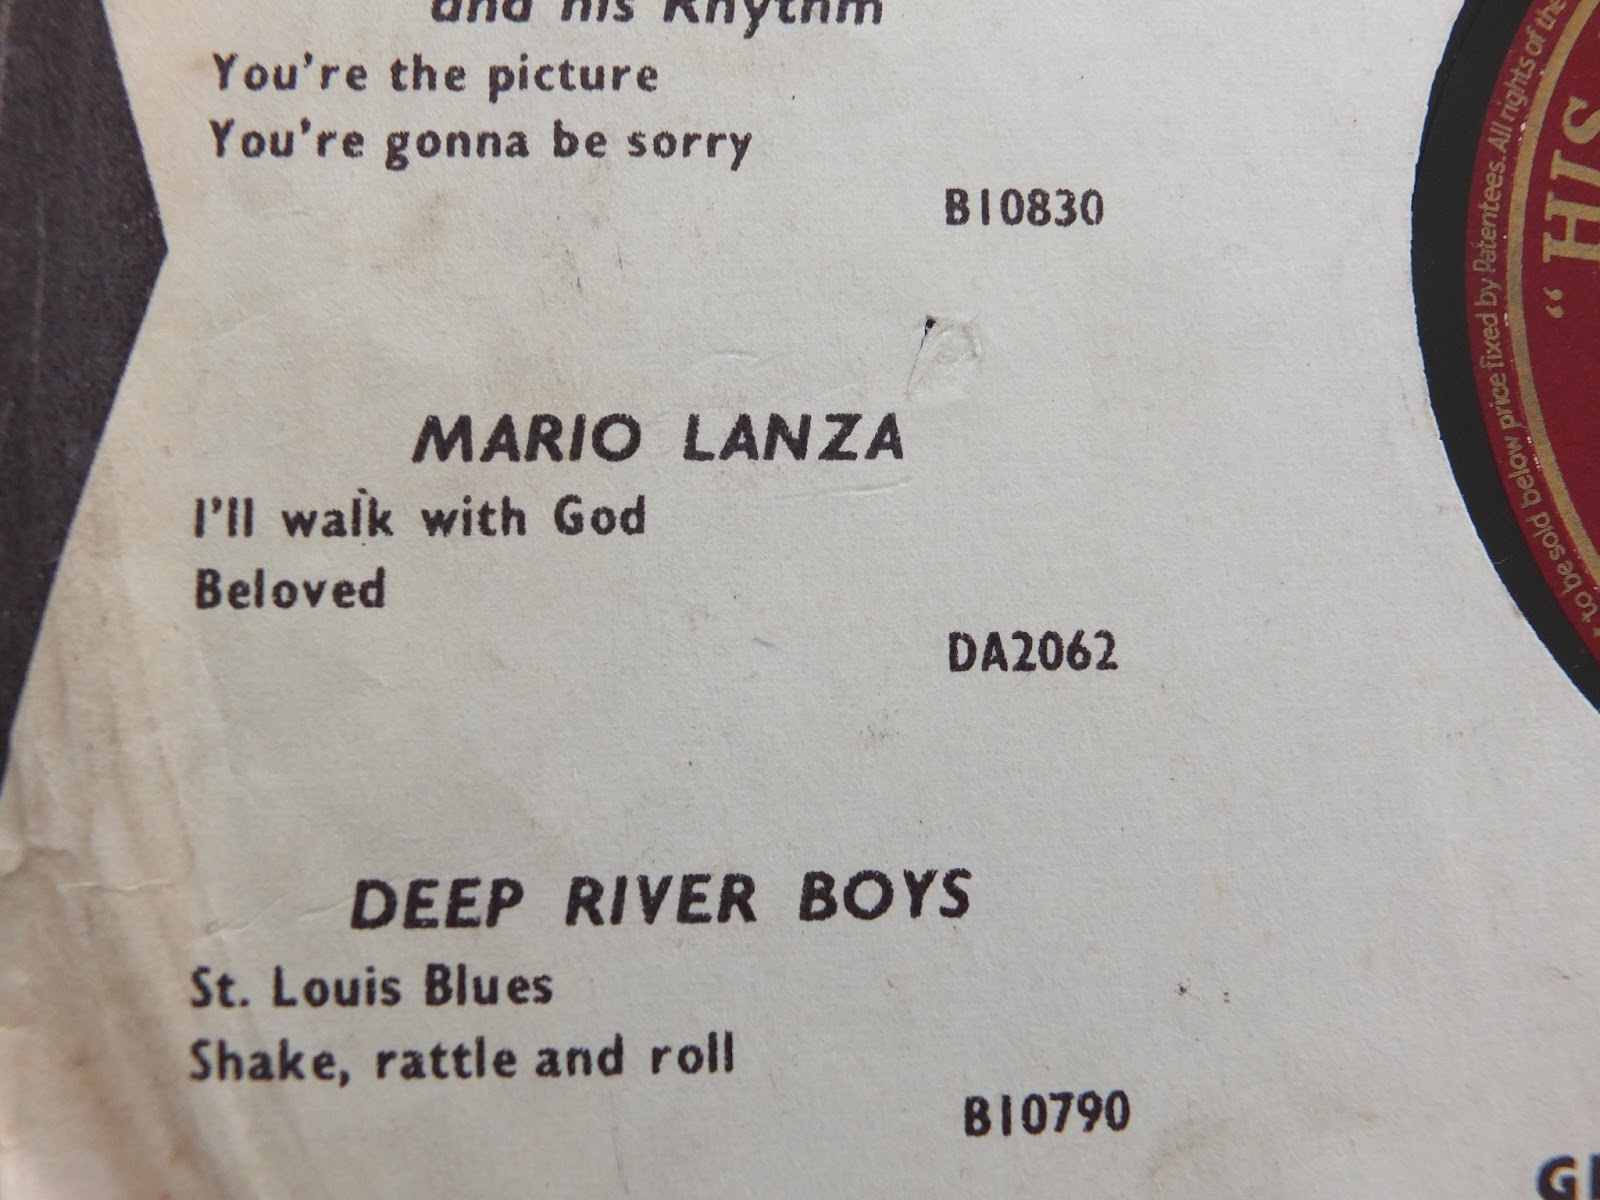 and his Rhythm
You're the picture
You're gonna be sorry
B10830
MARIO LANZA
I'll walk with God
Beloved
DA2062
DEEP RIVER BOYS
St. Louis Blues
Shake, rattle and roll
B10790
to be sold below price fixed by Patentees. All rights of the
"HIS